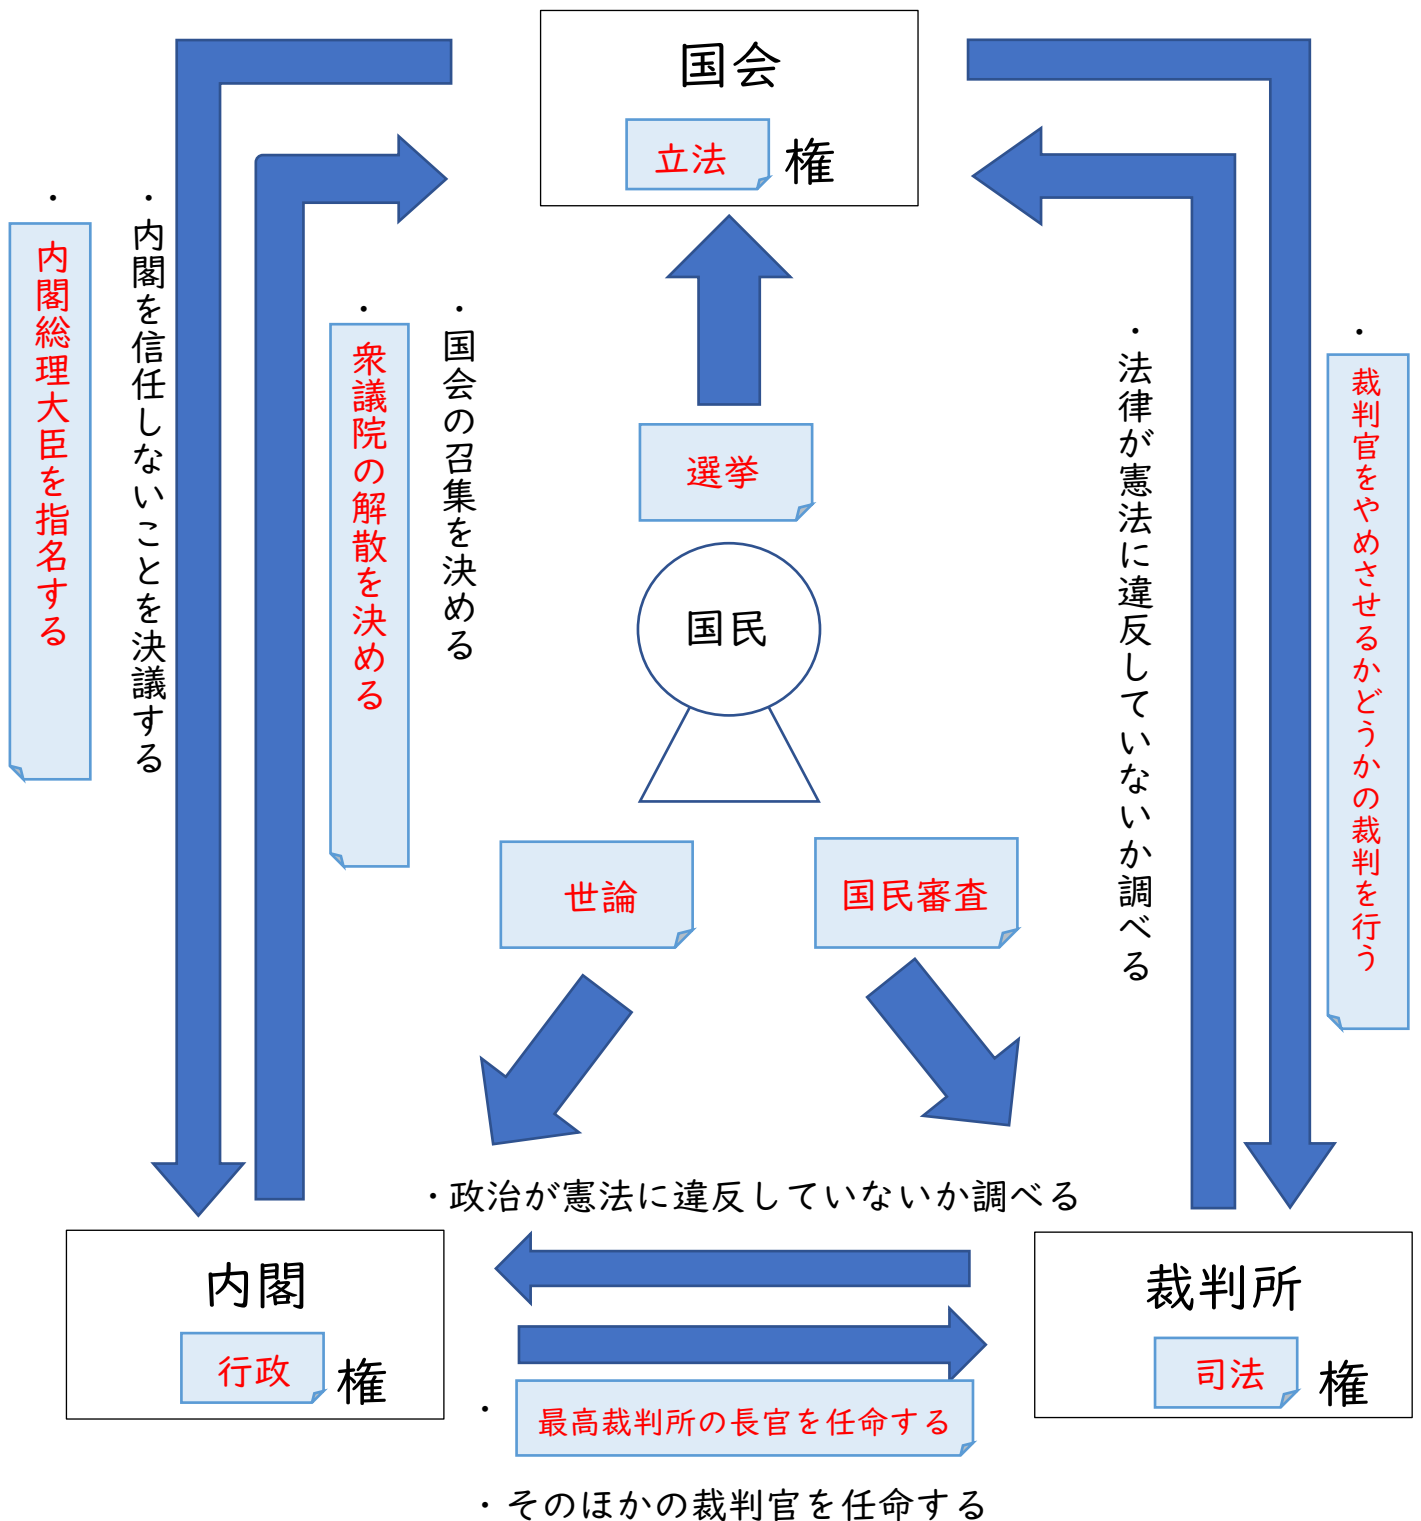 国会
立法 権
・内閣を信任しないことを決議する
・内閣総理大臣を指名する
・国会の召集を決める
・衆議院の解散を決める
選挙
国民
・裁判官をやめさせるかどうかの裁判を行う
・法律が憲法に違反していないか調べる
世論
国民審査
・政治が憲法に違反していないか調べる
内閣
行政 権
裁判所
司法 権
・最高裁判所の長官を任命する
・そのほかの裁判官を任命する